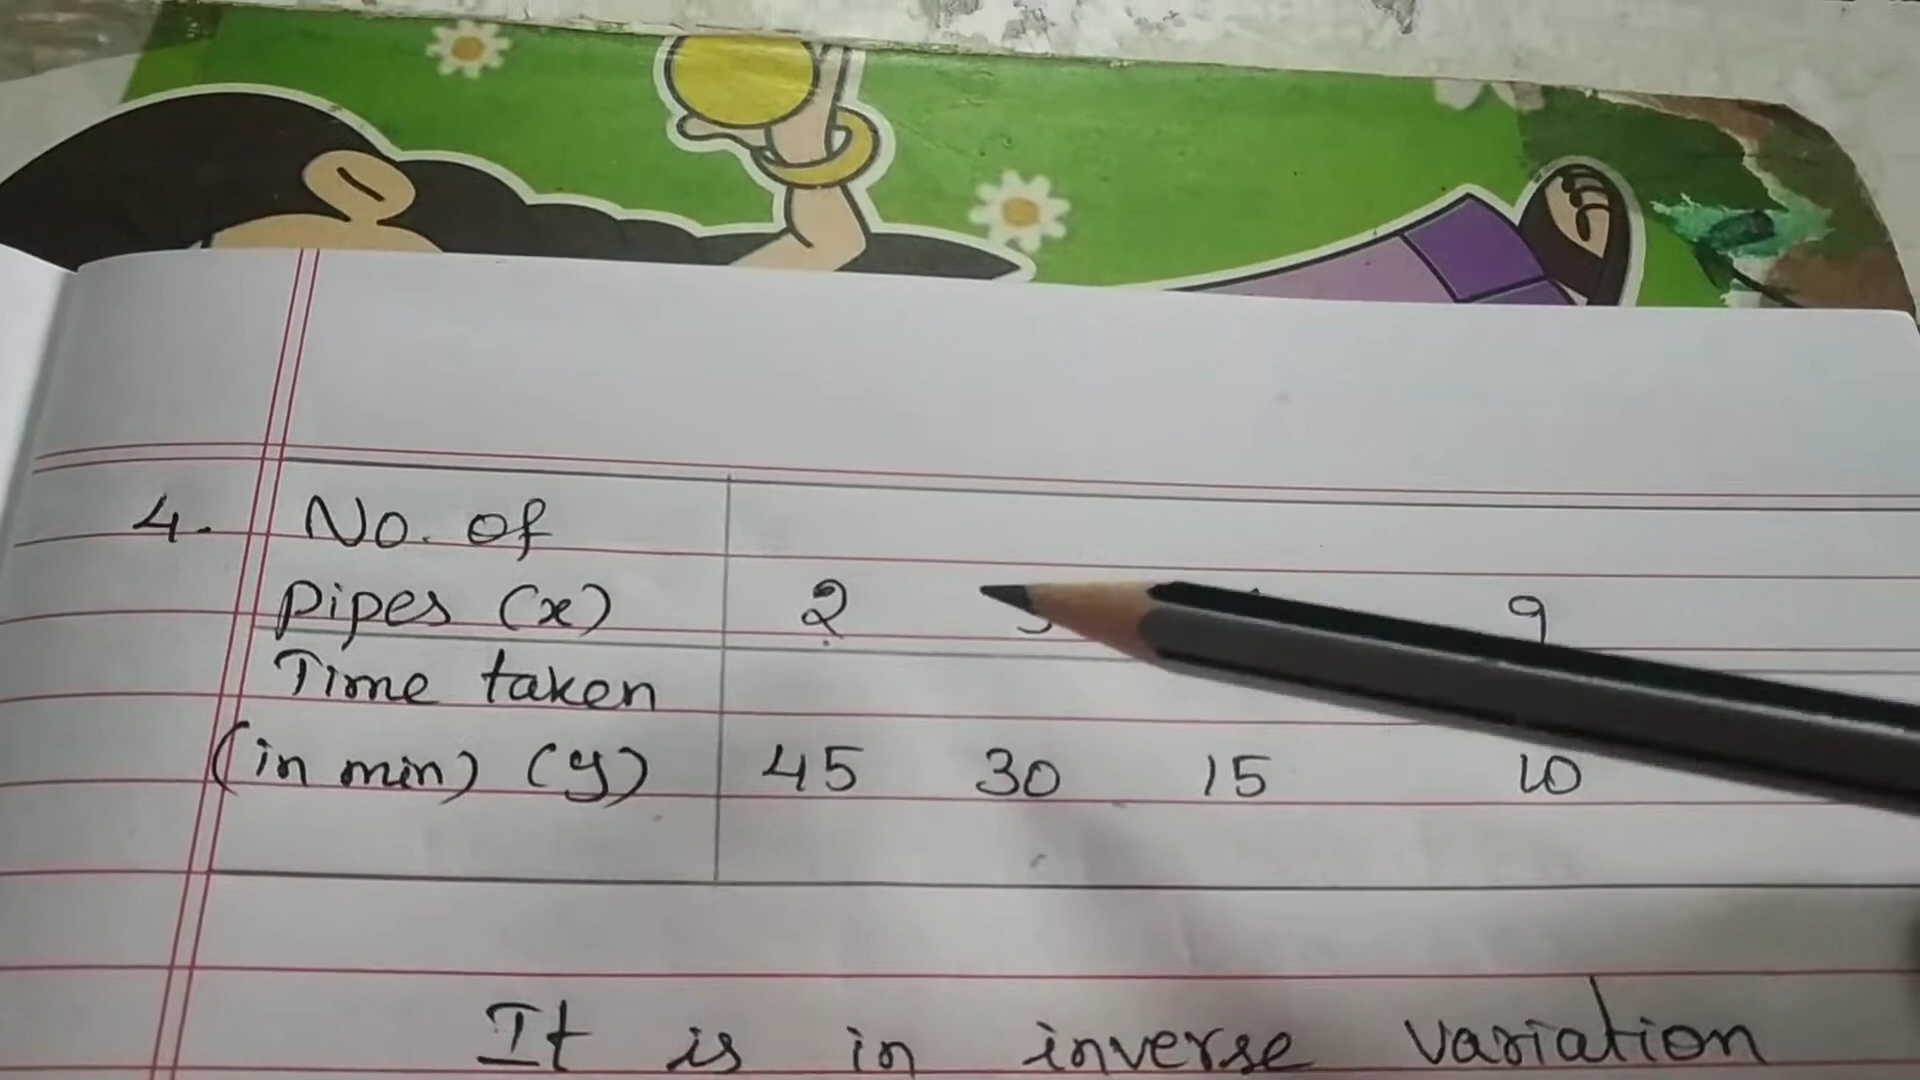 4. No. of
pipes (x) 2 9
Time taken
(in min) (y) 45 30 15 10
It is in inverse variation